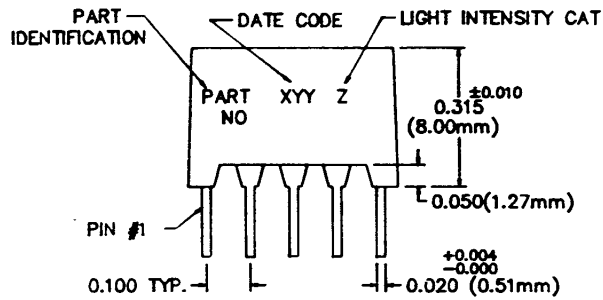 PART IDENTIFICATION
DATE CODE
LIGHT INTENSITY CAT
PART NO
XYY
Z
±0.010
0.315
(8.00mm)
0.050(1.27mm)
PIN #1
+0.004
-0.000
0.100 TYP.
0.020 (0.51mm)